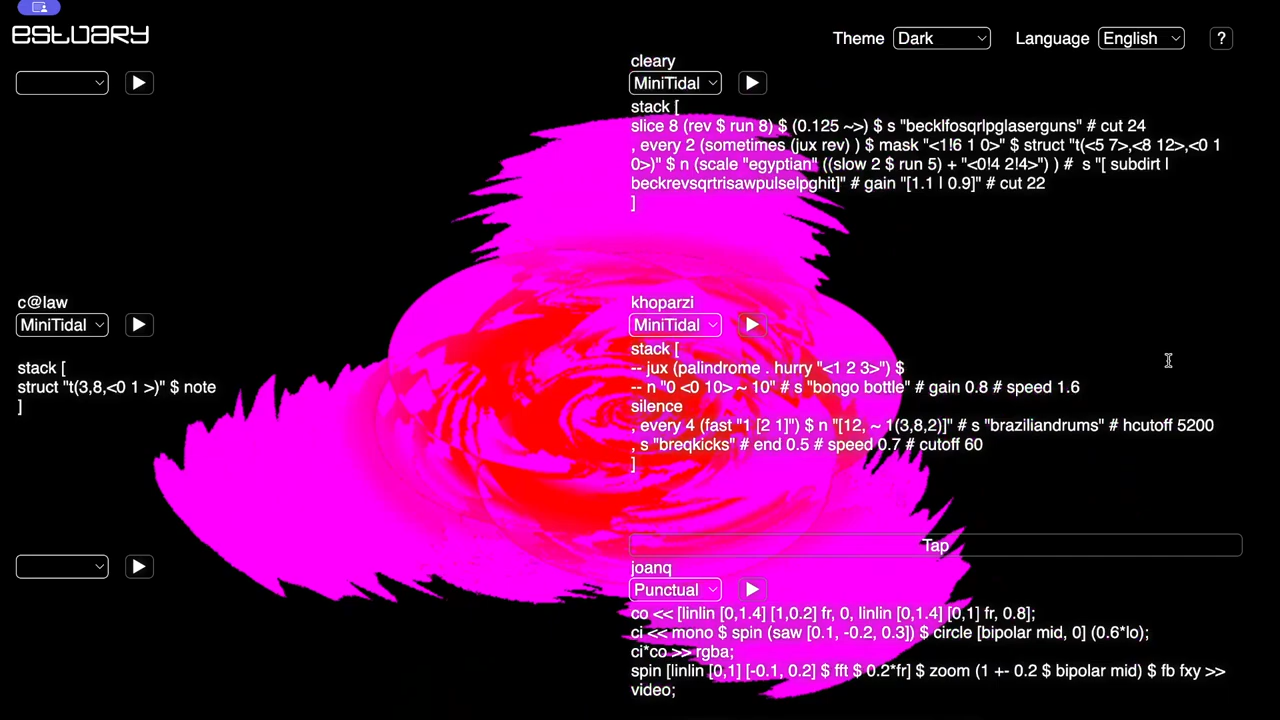 estuary
Theme Dark Language English ?
cleary
MiniTidal
stack [
slice 8 (rev $ run 8) $ (0.125 ~>) $ s "becklfosqrlpglaserguns" # cut 24
, every 2 (sometimes (jux rev) ) $ mask "<1!6 1 0>" $ struct "t(<5 7>,<8 12>,<0 1
0>)" $ n (scale "egyptian" ((slow 2 $ run 5) + "<0!4 2!4>") ) # s "[ subdirt |
beckrevsqrtrisawpulselpghit]" # gain "[1.1 | 0.9]" # cut 22
]
c@law
MiniTidal
stack [
struct "t(3,8,<0 1 >)" $ note
]
khoparzi
MiniTidal
stack [
-- jux (palindrome . hurry "<1 2 3>") $
-- n "0 <0 10> ~ 10" # s "bongo bottle" # gain 0.8 # speed 1.6
silence
, every 4 (fast "1 [2 1]") $ n "[12, ~ 1(3,8,2)]" # s "braziliandrums" # hcutoff 5200
, s "breqkicks" # end 0.5 # speed 0.7 # cutoff 60
]
Tap
joanq
Punctual
co << [linlin [0,1.4] [1,0.2] fr, 0, linlin [0,1.4] [0,1] fr, 0.8];
ci << mono $ spin (saw [0.1, -0.2, 0.3]) $ circle [bipolar mid, 0] (0.6*lo);
ci*co >> rgba;
spin [linlin [0,1] [-0.1, 0.2] $ fft $ 0.2*fr] $ zoom (1 +- 0.2 $ bipolar mid) $ fb fxy >>
video;